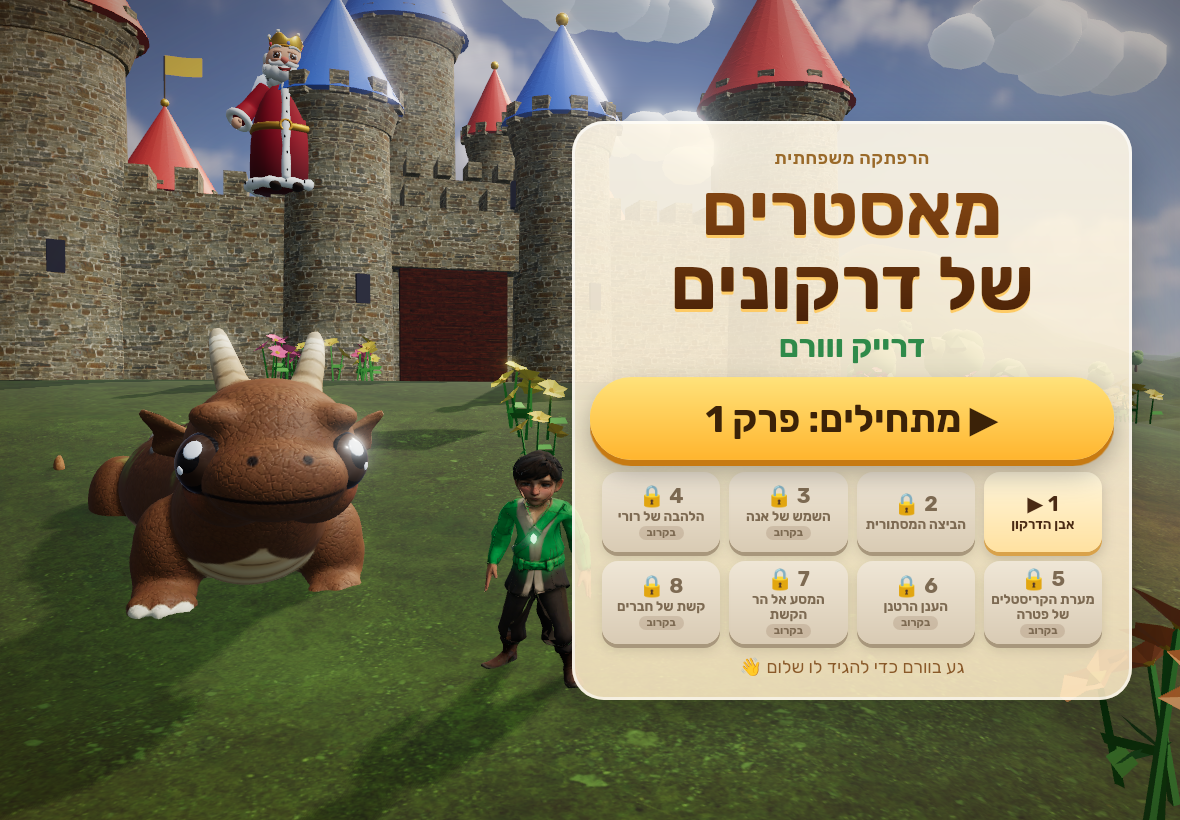 הרפתקה משפחתית
מאסטרים
של דרקונים
דרייק ווורם
▶ מתחילים: פרק 1
1 ▶
אבן הדרקון
2 🔒
הביצה המסתורית
3 🔒
השמש של אנה
בקרוב
4 🔒
הלהבה של רורי
בקרוב
5 🔒
מערת הקריסטלים
של פטרה
בקרוב
6 🔒
הענן הרטגן
בקרוב
7 🔒
המסע אל הר
הקשת
בקרוב
8 🔒
קשת של חברים
בקרוב
גע בוורם כדי להגיד לו שלום 👋